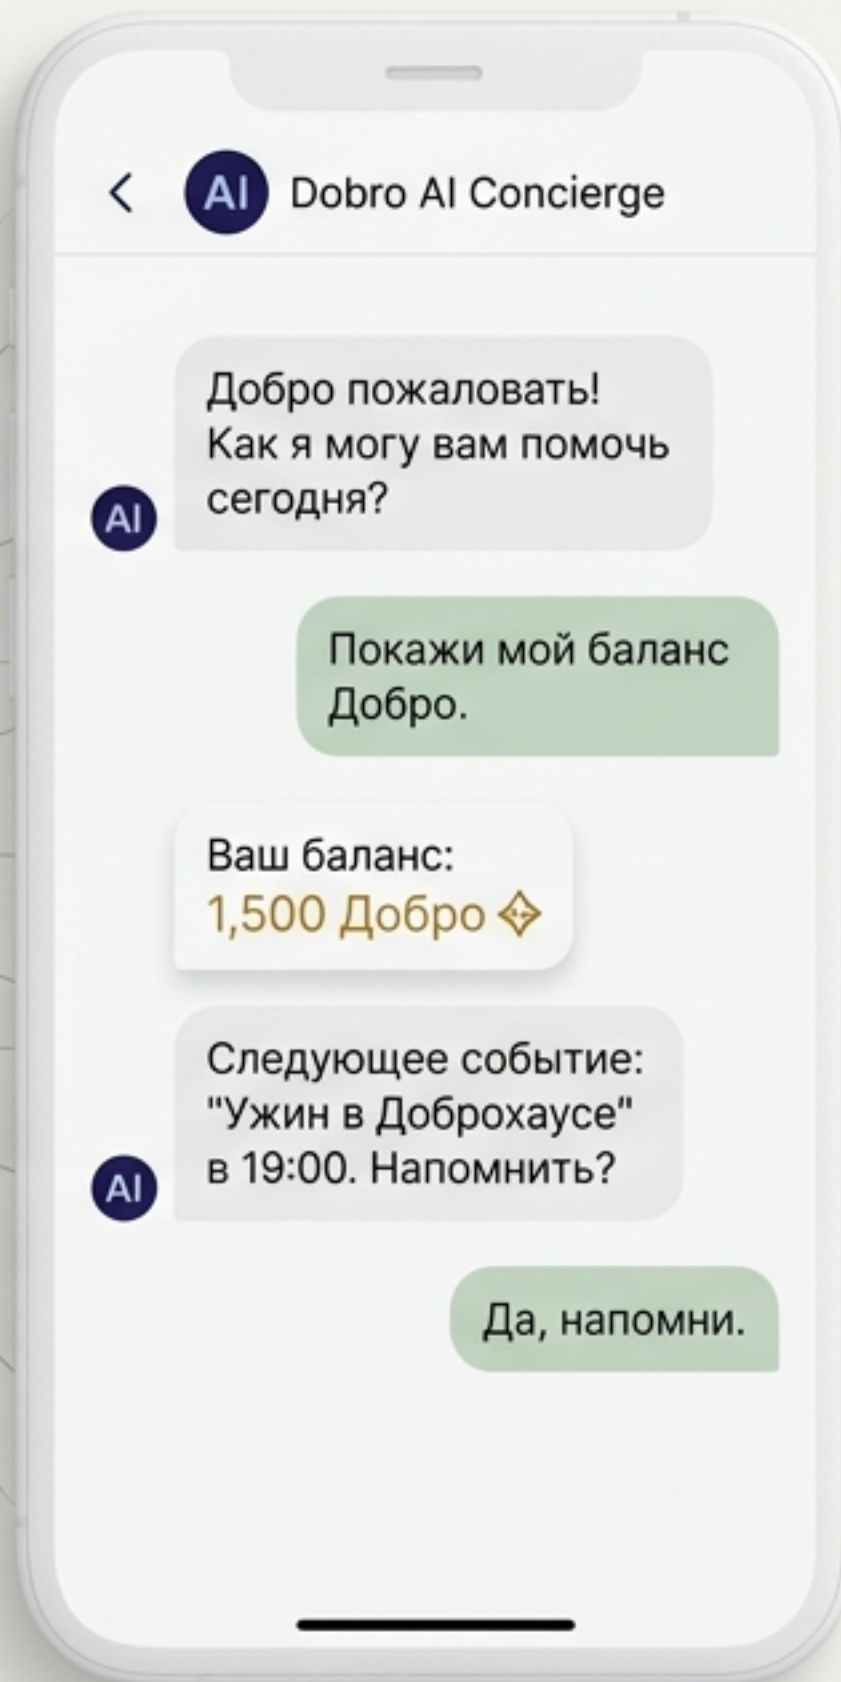 AI Dobro AI Concierge
Добро пожаловать!
Как я могу вам помочь
сегодня?
AI
Покажи мой баланс
Добро.
Ваш баланс:
1,500 Добро
Следующее событие:
"Ужин в Доброхаусе"
в 19:00. Напомнить?
AI
Да, напомни.